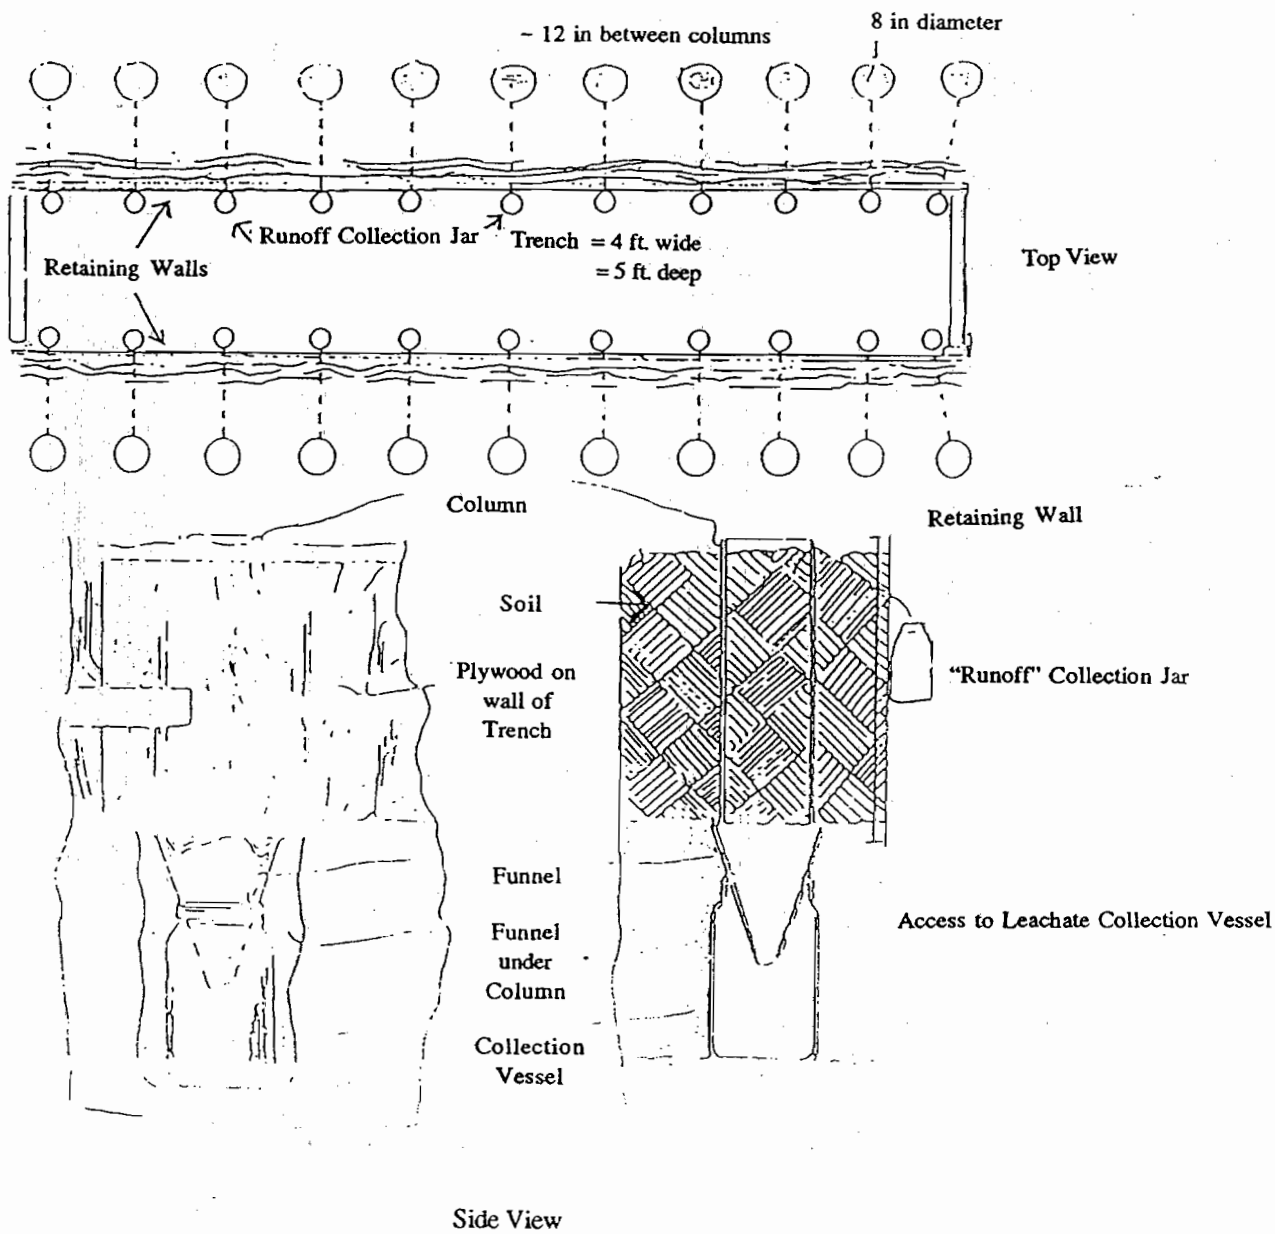 8 in diameter
~ 12 in between columns
Runoff Collection Jar
Trench = 4 ft. wide
= 5 ft. deep
Retaining Walls
Top View
Column
Retaining Wall
Soil
Plywood on
wall of
Trench
"Runoff" Collection Jar
Funnel
Access to Leachate Collection Vessel
Funnel
under
Column
Collection
Vessel
Side View